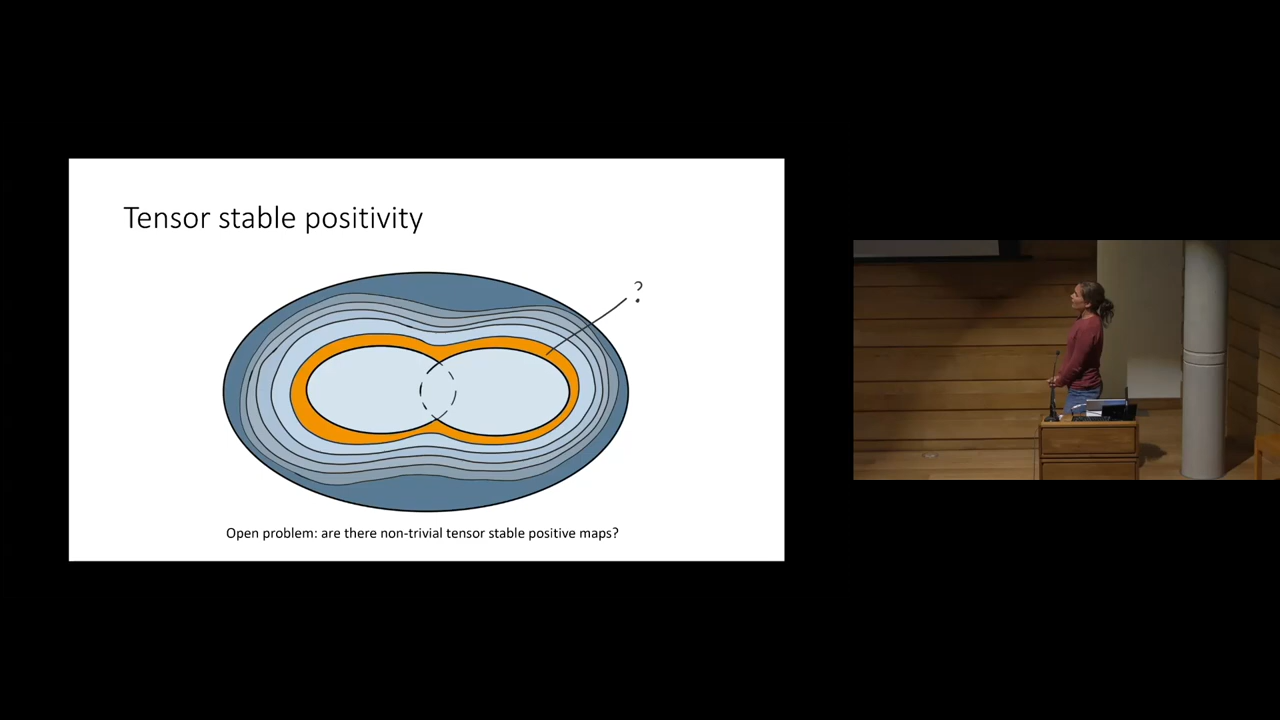 Tensor stable positivity
?
Open problem: are there non-trivial tensor stable positive maps?